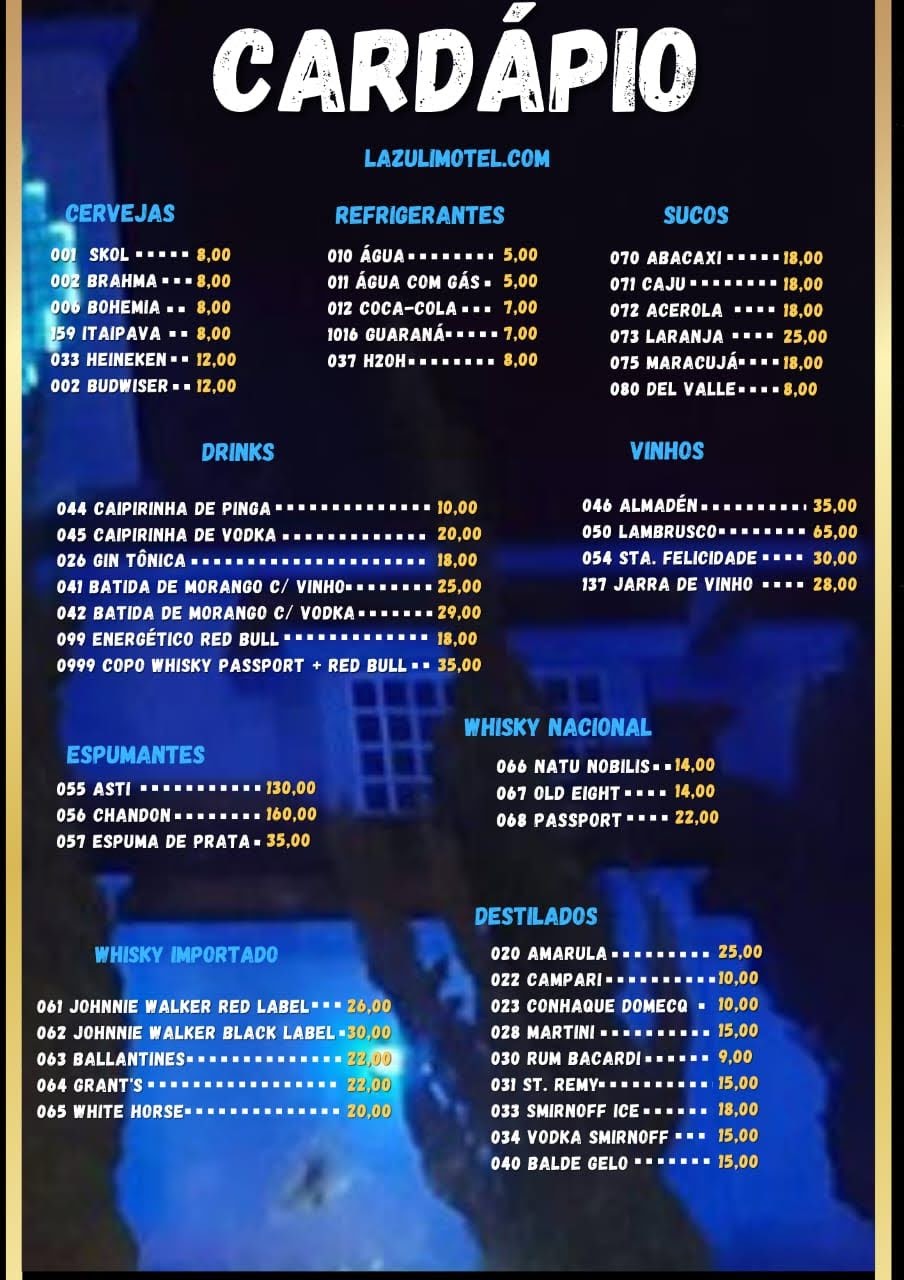 CARDÁPIO
LAZULIMOTEL.COM
CERVEJAS
001 SKOL ····· 8,00
002 BRAHMA ··· 8,00
006 BOHEMIA ·· 8,00
159 ITAIPAVA ·· 8,00
033 HEINEKEN ·· 12,00
002 BUDWISER ·· 12,00
REFRIGERANTES
010 ÁGUA ········ 5,00
011 ÁGUA COM GÁS · 5,00
012 COCA-COLA ··· 7,00
1016 GUARANÁ ····· 7,00
037 H2OH ········ 8,00
SUCOS
070 ABACAXI ····· 18,00
071 CAJU ········ 18,00
072 ACEROLA ···· 18,00
073 LARANJA ···· 25,00
075 MARACUJÁ ···· 18,00
080 DEL VALLE ···· 8,00
DRINKS
044 CAIPIRINHA DE PINGA ·············· 10,00
045 CAIPIRINHA DE VODKA ············· 20,00
026 GIN TÔNICA ····················· 18,00
041 BATIDA DE MORANGO C/ VINHO ········ 25,00
042 BATIDA DE MORANGO C/ VODKA ······· 29,00
099 ENERGÉTICO RED BULL ············· 18,00
0999 COPO WHISKY PASSPORT + RED BULL ·· 35,00
VINHOS
046 ALMADÉN ·········· 35,00
050 LAMBRUSCO ········ 65,00
054 STA. FELICIDADE ···· 30,00
137 JARRA DE VINHO ···· 28,00
ESPUMANTES
055 ASTI ··········· 130,00
056 CHANDON ········ 160,00
057 ESPUMA DE PRATA · 35,00
WHISKY NACIONAL
066 NATU NOBILIS ·· 14,00
067 OLD EIGHT ···· 14,00
068 PASSPORT ···· 22,00
WHISKY IMPORTADO
061 JOHNNIE WALKER RED LABEL ··· 26,00
062 JOHNNIE WALKER BLACK LABEL · 30,00
063 BALLANTINES ··············· 22,00
064 GRANT'S ·················· 22,00
065 WHITE HORSE ··············· 20,00
DESTILADOS
020 AMARULA ········· 25,00
022 CAMPARI ·········· 10,00
023 CONHAQUE DOMECQ · 10,00
028 MARTINI ·········· 15,00
030 RUM BACARDI ······ 9,00
031 ST. REMY ·········· 15,00
033 SMIRNOFF ICE ······ 18,00
034 VODKA SMIRNOFF ··· 15,00
040 BALDE GELO ······· 15,00